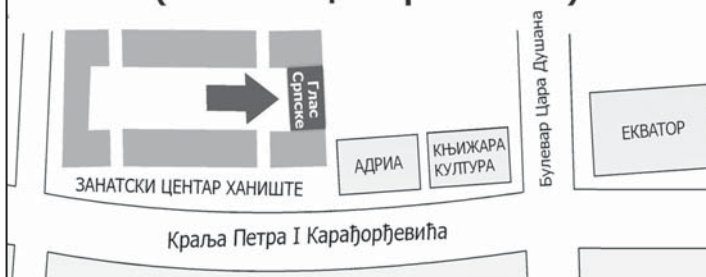 Глас
Српске
ЗАНАТСКИ ЦЕНТАР ХАНИШТЕ
АДРИА
КЊИЖАРА
КУЛТУРА
Булевар Цара Душана
ЕКВАТОР
Краља Петра I Карађорђевића